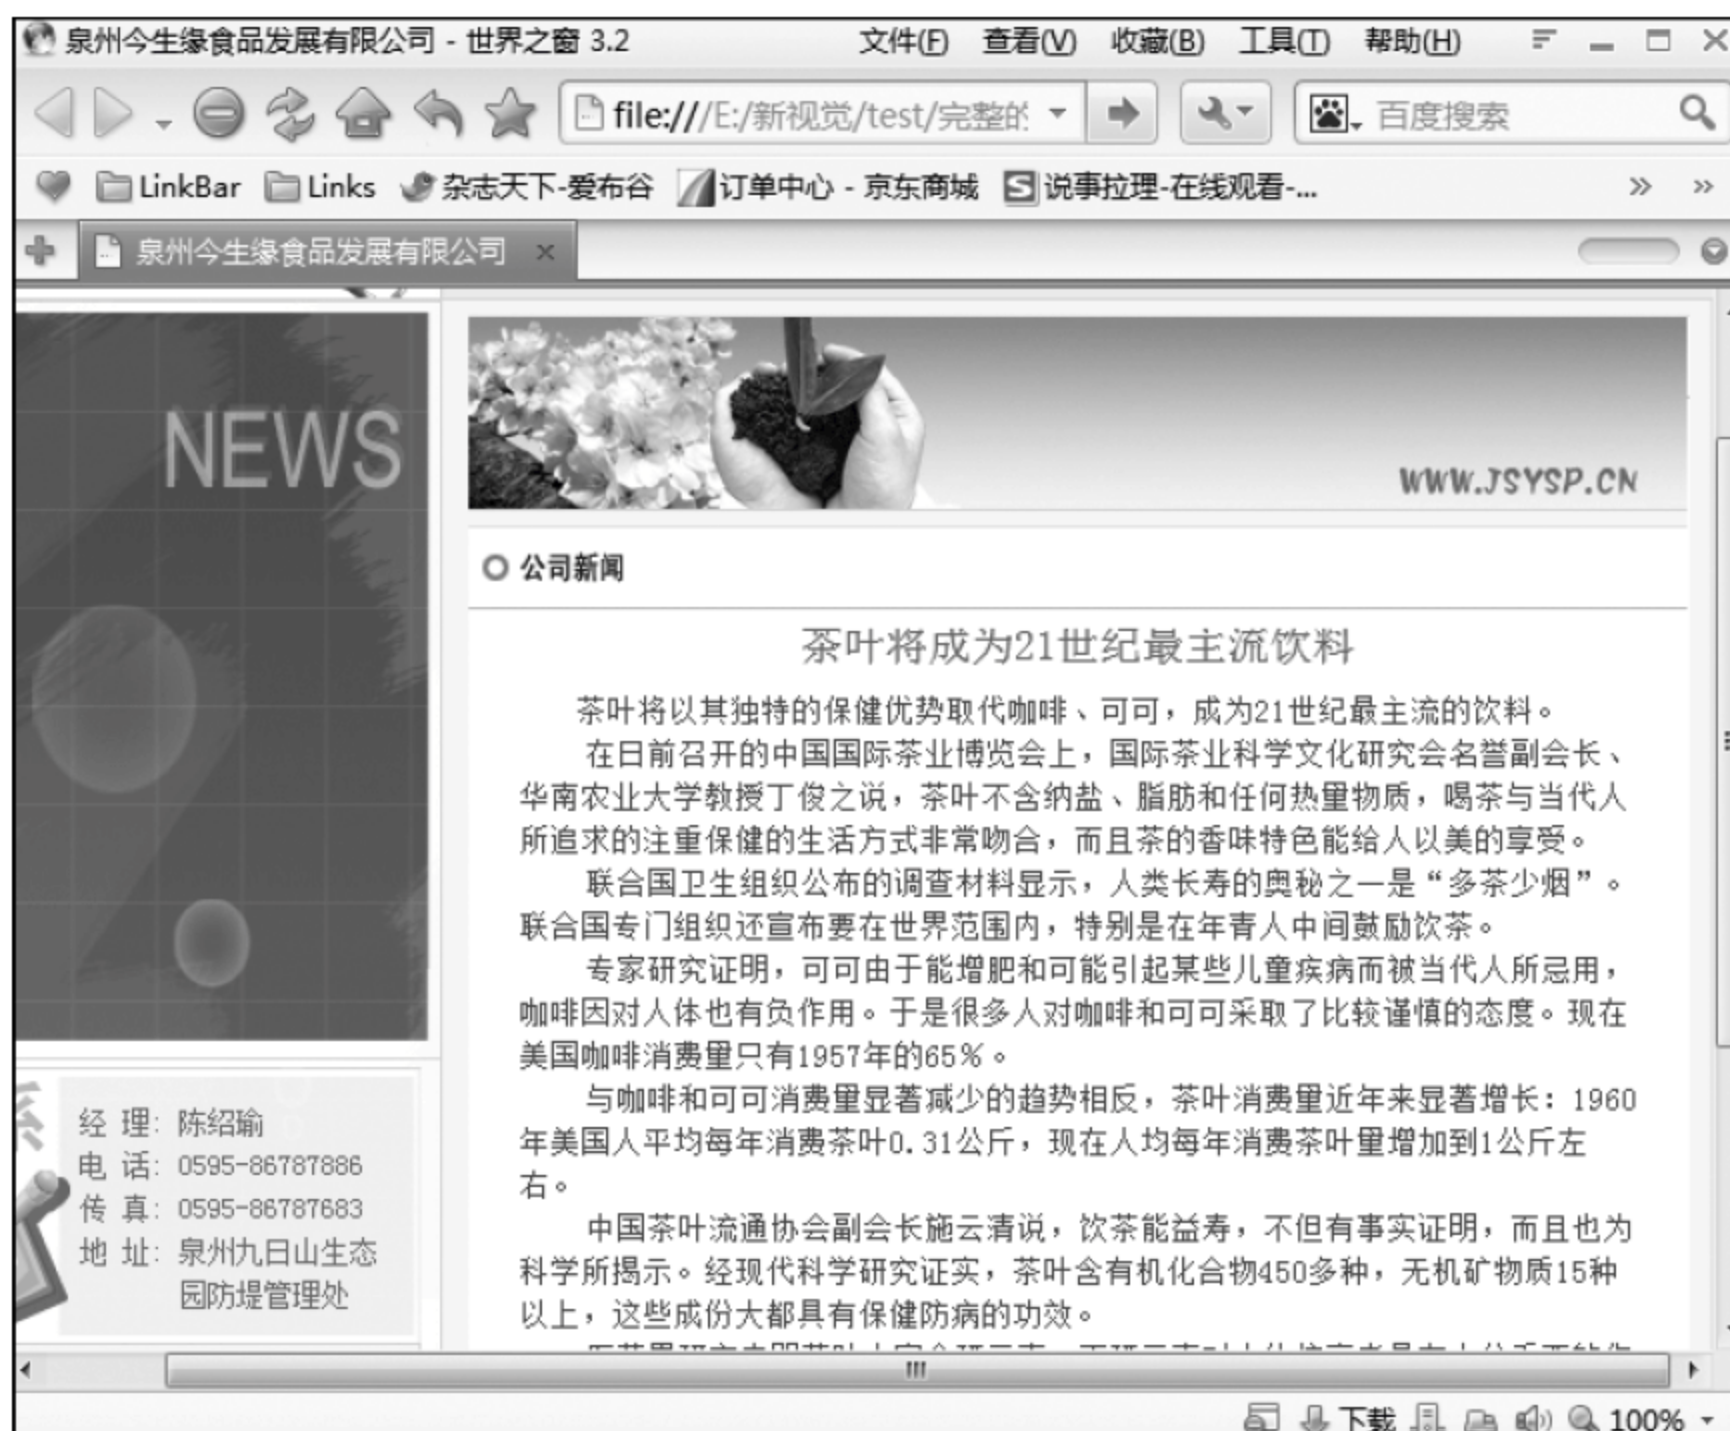 泉州今生缘食品发展有限公司 - 世界之窗 3.2 文件(F) 查看(V) 收藏(B) 工具(T) 帮助(H)
file:///E:/新视觉/test/完整的 百度搜索
LinkBar Links 杂志天下-爱布谷 订单中心 - 京东商城 说事拉理-在线观看-...
泉州今生缘食品发展有限公司
NEWS
WWW.JSYSP.CN
公司新闻
茶叶将成为21世纪最主流饮料
茶叶将以其独特的保健优势取代咖啡、可可，成为21世纪最主流的饮料。
在日前召开的中国国际茶业博览会上，国际茶业科学文化研究会名誉副会长、
华南农业大学教授丁俊之说，茶叶不含纳盐、脂肪和任何热量物质，喝茶与当代人
所追求的注重保健的生活方式非常吻合，而且茶的香味特色能给人以美的享受。
联合国卫生组织公布的调查材料显示，人类长寿的奥秘之一是“多茶少烟”。
联合国专门组织还宣布要在世界范围内，特别是在年青人中间鼓励饮茶。
专家研究证明，可可由于能增肥和可能引起某些儿童疾病而被当代人所忌用，
咖啡因对人体也有负作用。于是很多人对咖啡和可可采取了比较谨慎的态度。现在
美国咖啡消费量只有1957年的65%。
与咖啡和可可消费量显著减少的趋势相反，茶叶消费量近年来显著增长：1960
年美国人平均每年消费茶叶0.31公斤，现在人均每年消费茶叶量增加到1公斤左
右。
中国茶叶流通协会副会长施云清说，饮茶能益寿，不但有事实证明，而且也为
科学所揭示。经现代科学研究证实，茶叶含有机化合物450多种，无机矿物质15种
以上，这些成份大都具有保健防病的功效。
经 理：陈绍瑜
电 话：0595-86787886
传 真：0595-86787683
地 址：泉州九日山生态
园防堤管理处
下载 100%